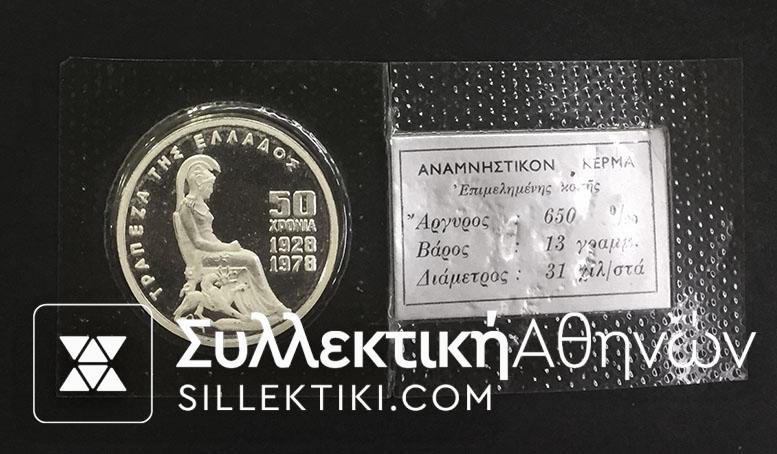 ΤΡΑΠΕΖΑ ΤΗΣ ΕΛΛΑΔΟΣ
50
ΧΡΟΝΙΑ
1928
1978
ΑΝΑΜΝΗΣΤΙΚΟΝ ΚΕΡΜΑ
Ἐπιμελημένης κοπῆς
Ἄργυρος : 650 ‰
Βάρος : 13 γραμμ.
Διάμετρος : 31 χιλ/στά
ΣυλλεκτικήΑθηνών
SILLEKTIKI.COM